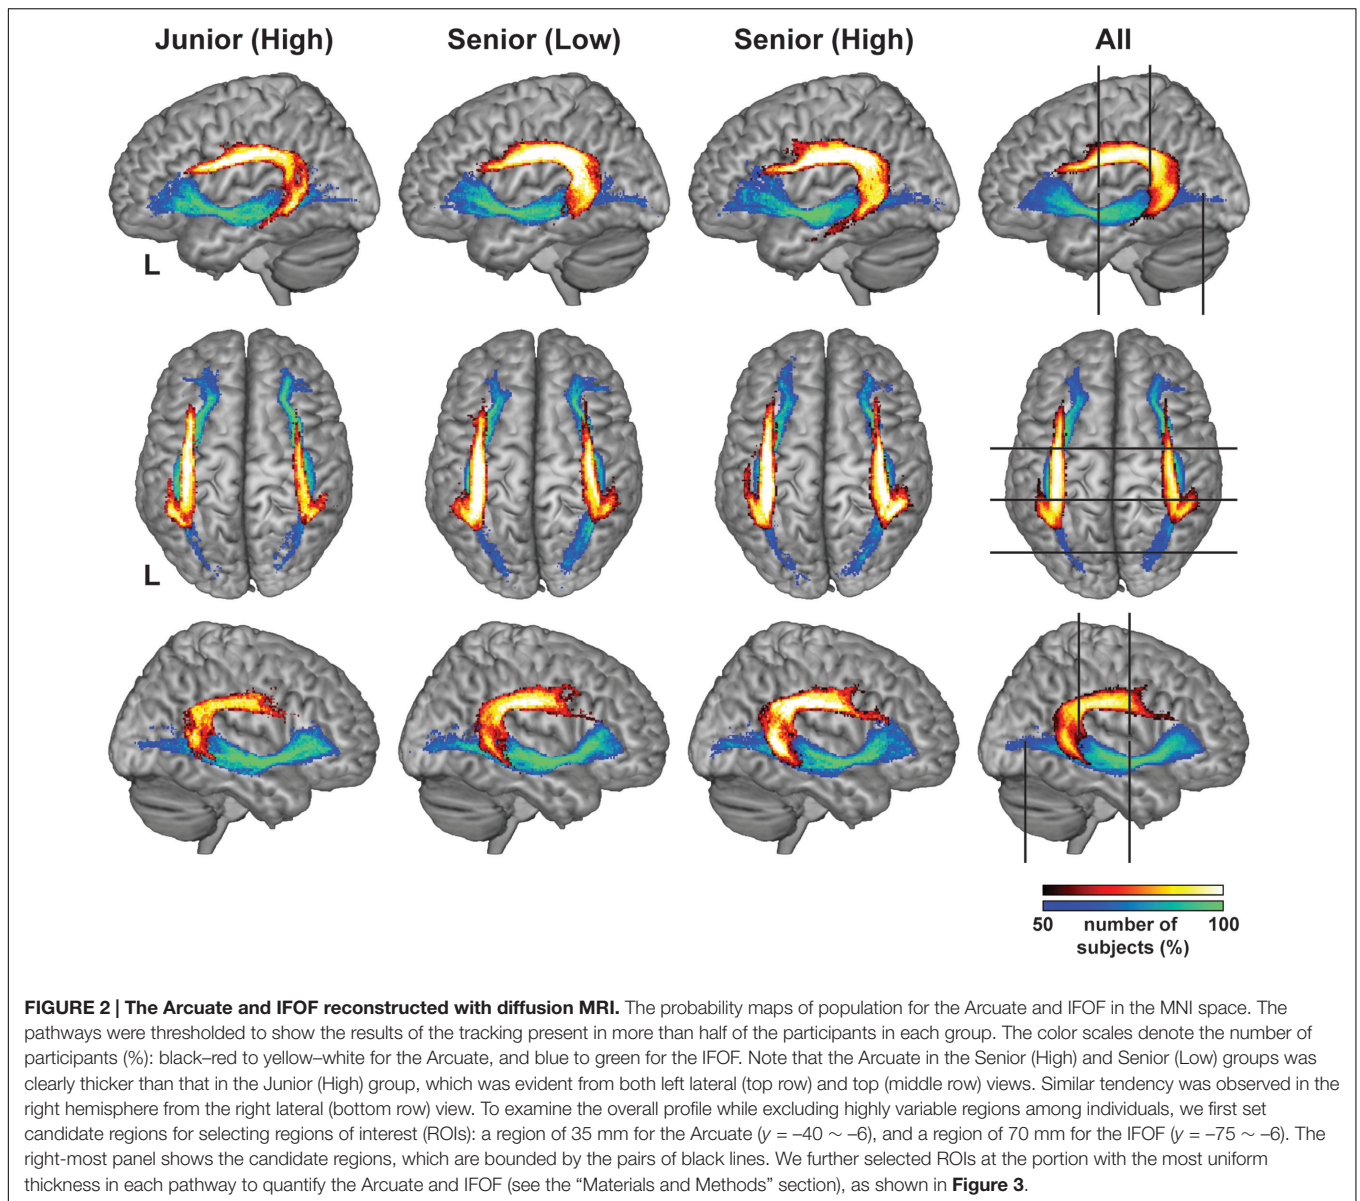 Junior (High) Senior (Low) Senior (High) All
L
L
50 number of 100
subjects (%)
FIGURE 2 | The Arcuate and IFOF reconstructed with diffusion MRI. The probability maps of population for the Arcuate and IFOF in the MNI space. The
pathways were thresholded to show the results of the tracking present in more than half of the participants in each group. The color scales denote the number of
participants (%): black–red to yellow–white for the Arcuate, and blue to green for the IFOF. Note that the Arcuate in the Senior (High) and Senior (Low) groups was
clearly thicker than that in the Junior (High) group, which was evident from both left lateral (top row) and top (middle row) views. Similar tendency was observed in the
right hemisphere from the right lateral (bottom row) view. To examine the overall profile while excluding highly variable regions among individuals, we first set
candidate regions for selecting regions of interest (ROIs): a region of 35 mm for the Arcuate (y = –40 ~ –6), and a region of 70 mm for the IFOF (y = –75 ~ –6). The
right-most panel shows the candidate regions, which are bounded by the pairs of black lines. We further selected ROIs at the portion with the most uniform
thickness in each pathway to quantify the Arcuate and IFOF (see the “Materials and Methods” section), as shown in Figure 3.